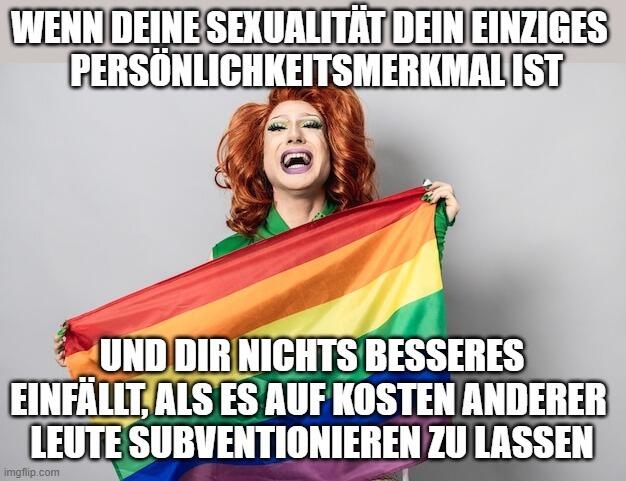 WENN DEINE SEXUALITÄT DEIN EINZIGES
PERSÖNLICHKEITSMERKMAL IST
UND DIR NICHTS BESSERES
EINFÄLLT, ALS ES AUF KOSTEN ANDERER
LEUTE SUBVENTIONIEREN ZU LASSEN
imgflip.com